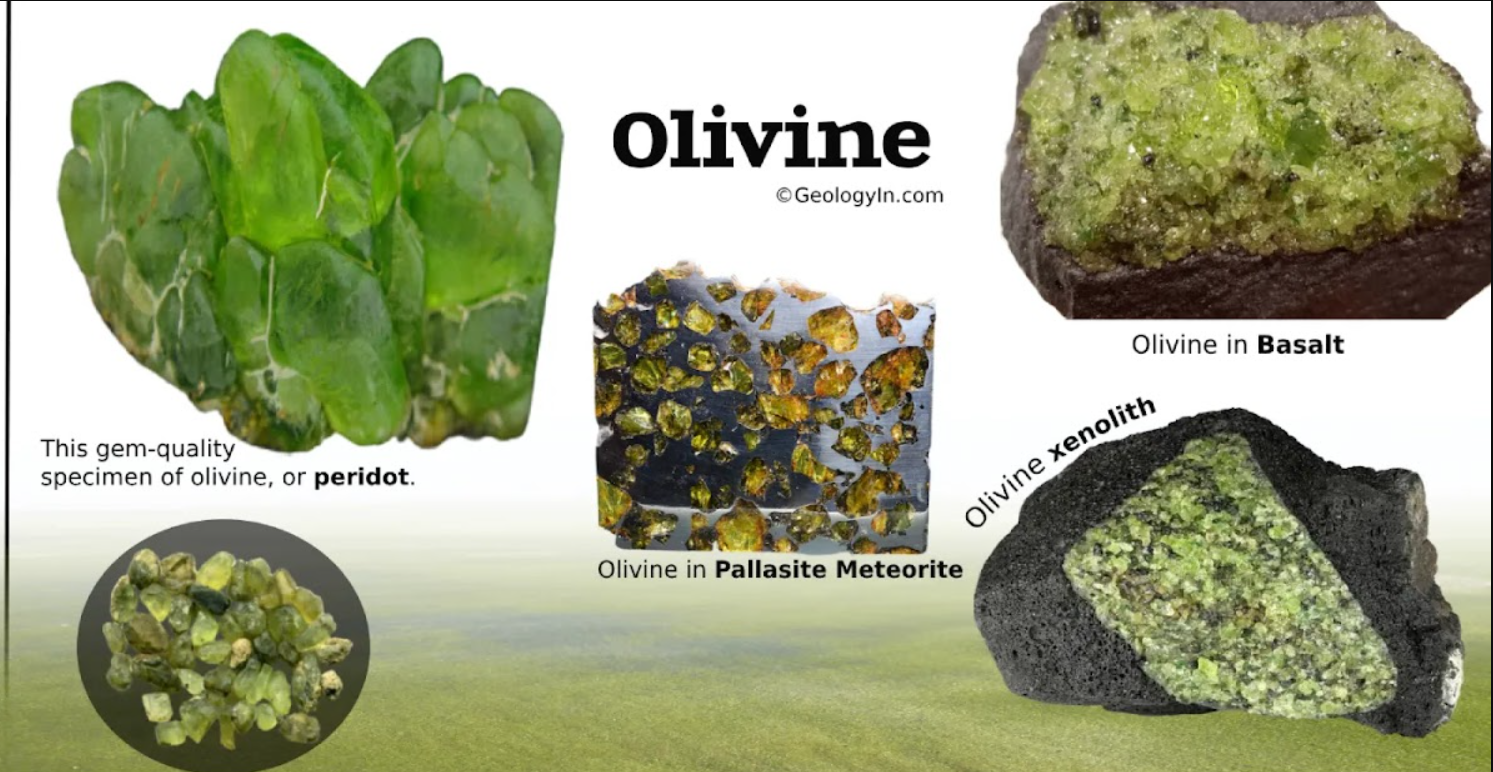 Olivine
©GeologyIn.com
This gem-quality
specimen of olivine, or peridot.
Olivine in Pallasite Meteorite
Olivine in Basalt
Olivine xenolith